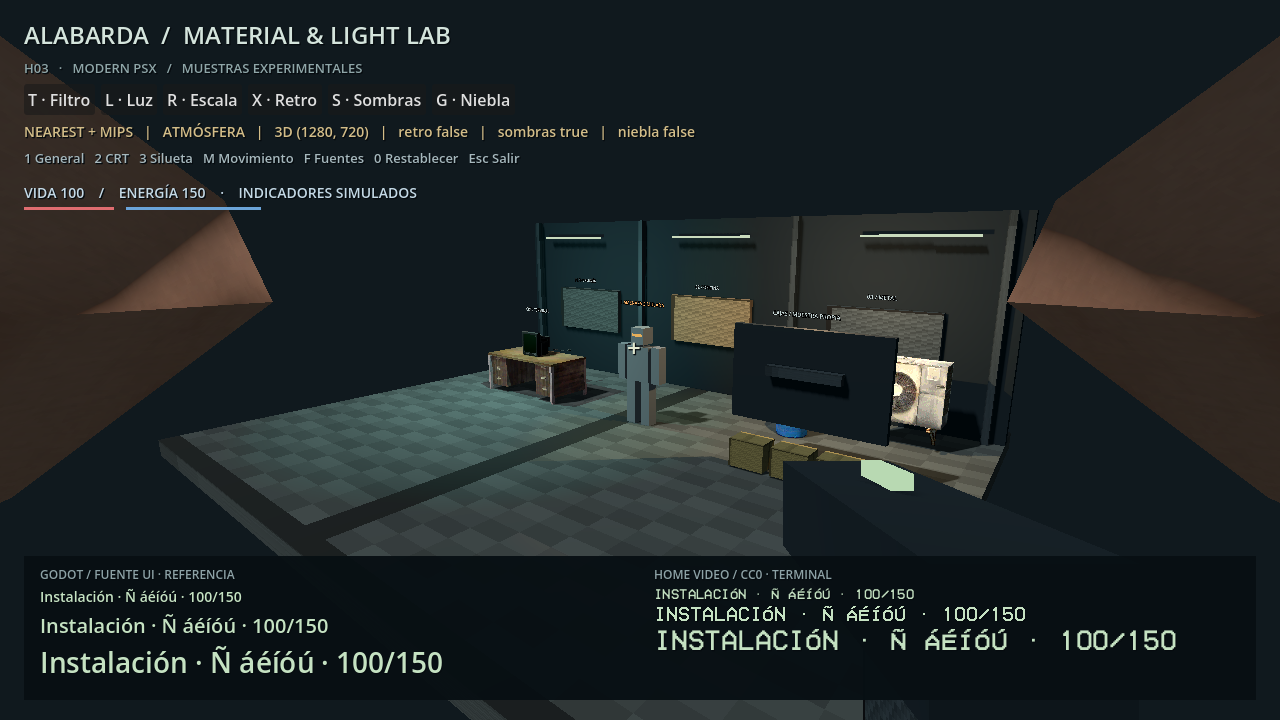 ALABARDA / MATERIAL & LIGHT LAB
H03 · MODERN PSX / MUESTRAS EXPERIMENTALES
T · Filtro L · Luz R · Escala X · Retro S · Sombras G · Niebla
NEAREST + MIPS | ATMÓSFERA | 3D (1280, 720) | retro false | sombras true | niebla false
1 General 2 CRT 3 Silueta M Movimiento F Fuentes 0 Restablecer Esc Salir
VIDA 100 / ENERGÍA 150 · INDICADORES SIMULADOS
GODOT / FUENTE UI · REFERENCIA
Instalación · Ñ áéíóú · 100/150
Instalación · Ñ áéíóú · 100/150
Instalación · Ñ áéíóú · 100/150
HOME VIDEO / CC0 · TERMINAL
INSTALACIóN · Ñ ÁÉÍÓÚ · 100/150
INSTALACIóN · Ñ ÁÉÍÓÚ · 100/150
INSTALACIóN · Ñ ÁÉÍÓÚ · 100/150